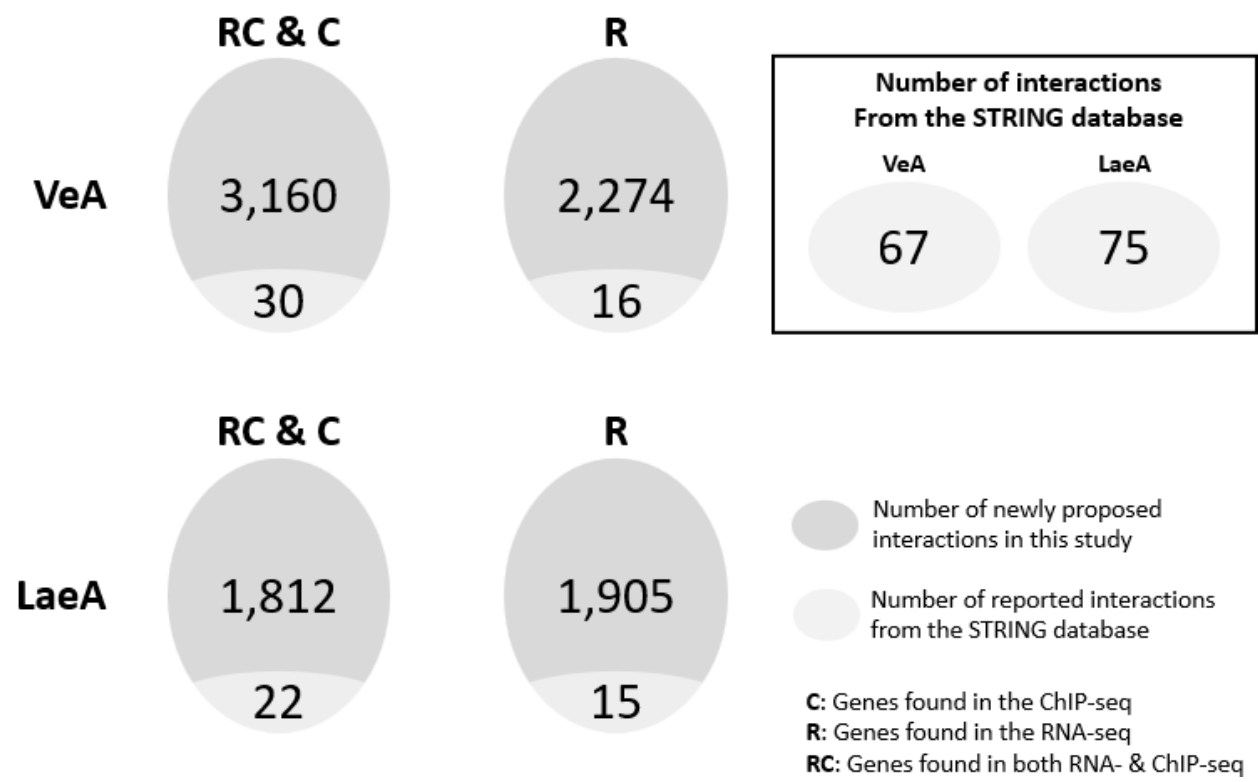 RC & C
R
VeA
3,160
2,274
30
16
Number of interactions
From the STRING database
VeA
LaeA
67
75
RC & C
R
LaeA
1,812
1,905
22
15
Number of newly proposed
interactions in this study
Number of reported interactions
from the STRING database
C: Genes found in the ChIP-seq
R: Genes found in the RNA-seq
RC: Genes found in both RNA- & ChIP-seq